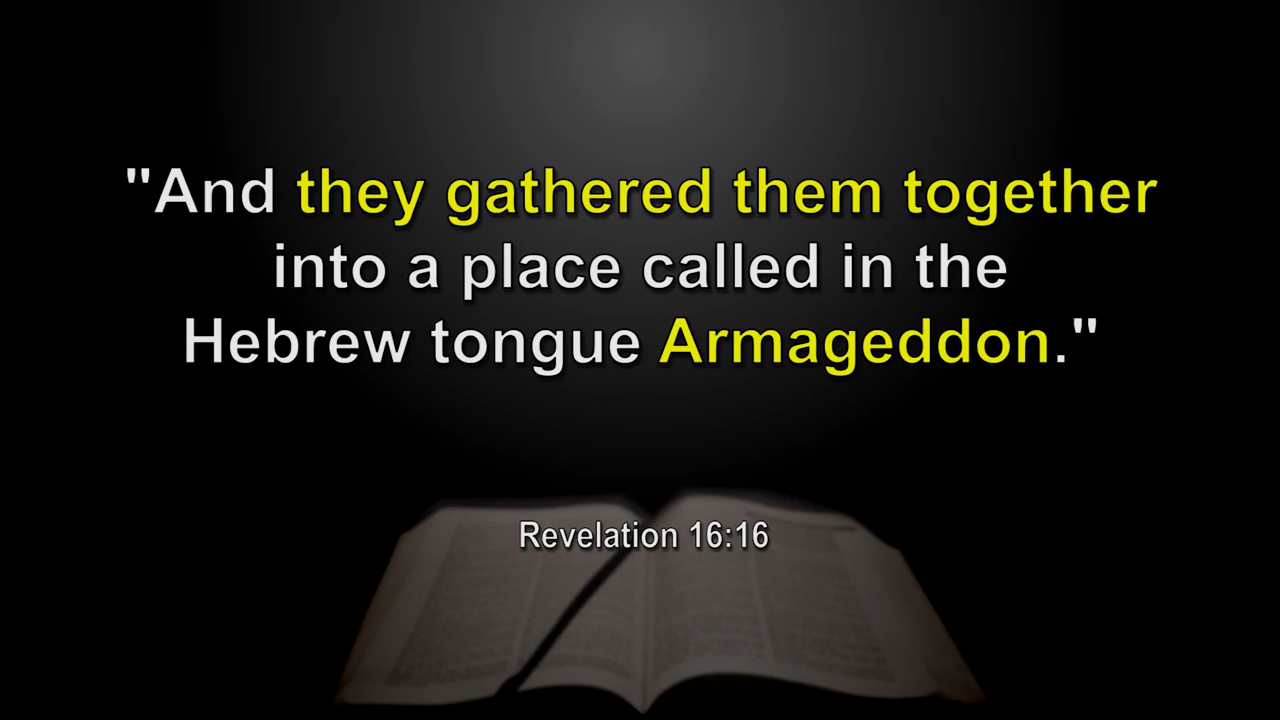 "And they gathered them together
into a place called in the
Hebrew tongue Armageddon."
Revelation 16:16